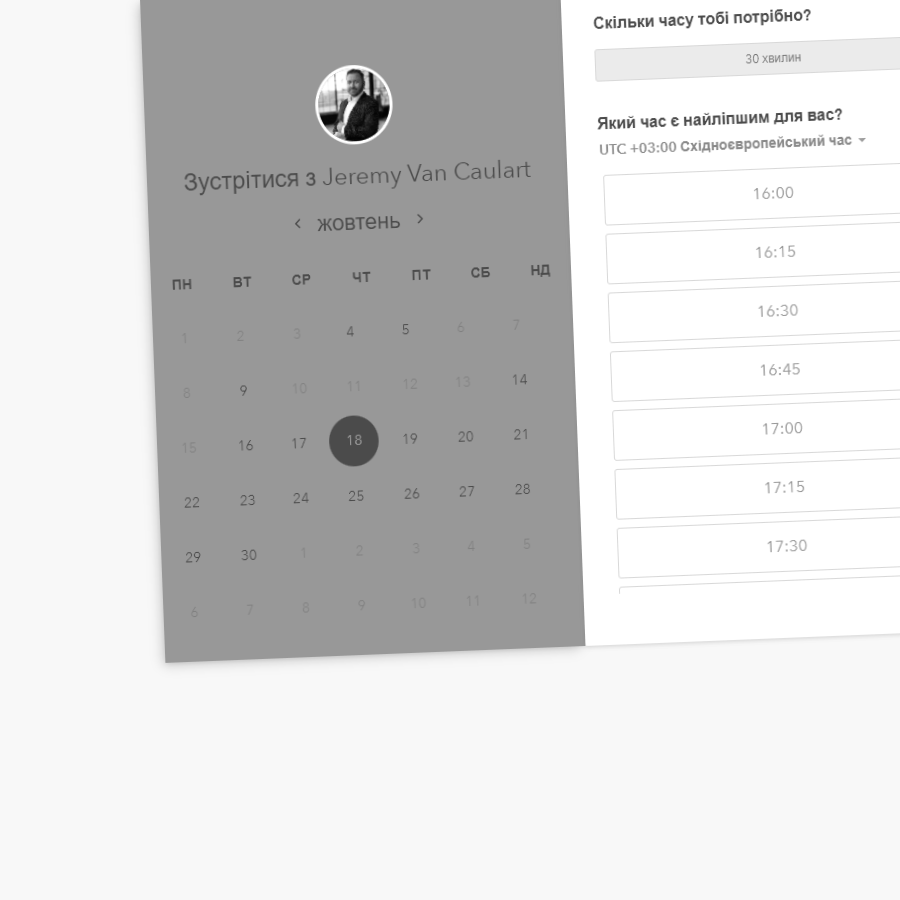 Зустрітися з Jeremy Van Caulart
‹ жовтень ›
ПН ВТ СР ЧТ ПТ СБ НД
1 2 3 4 5 6 7
8 9 10 11 12 13 14
15 16 17 18 19 20 21
22 23 24 25 26 27 28
29 30 1 2 3 4 5
6 7 8 9 10 11 12
Скільки часу тобі потрібно?
30 хвилин
Який час є найліпшим для вас?
UTC +03:00 Східноєвропейський час
16:00
16:15
16:30
16:45
17:00
17:15
17:30